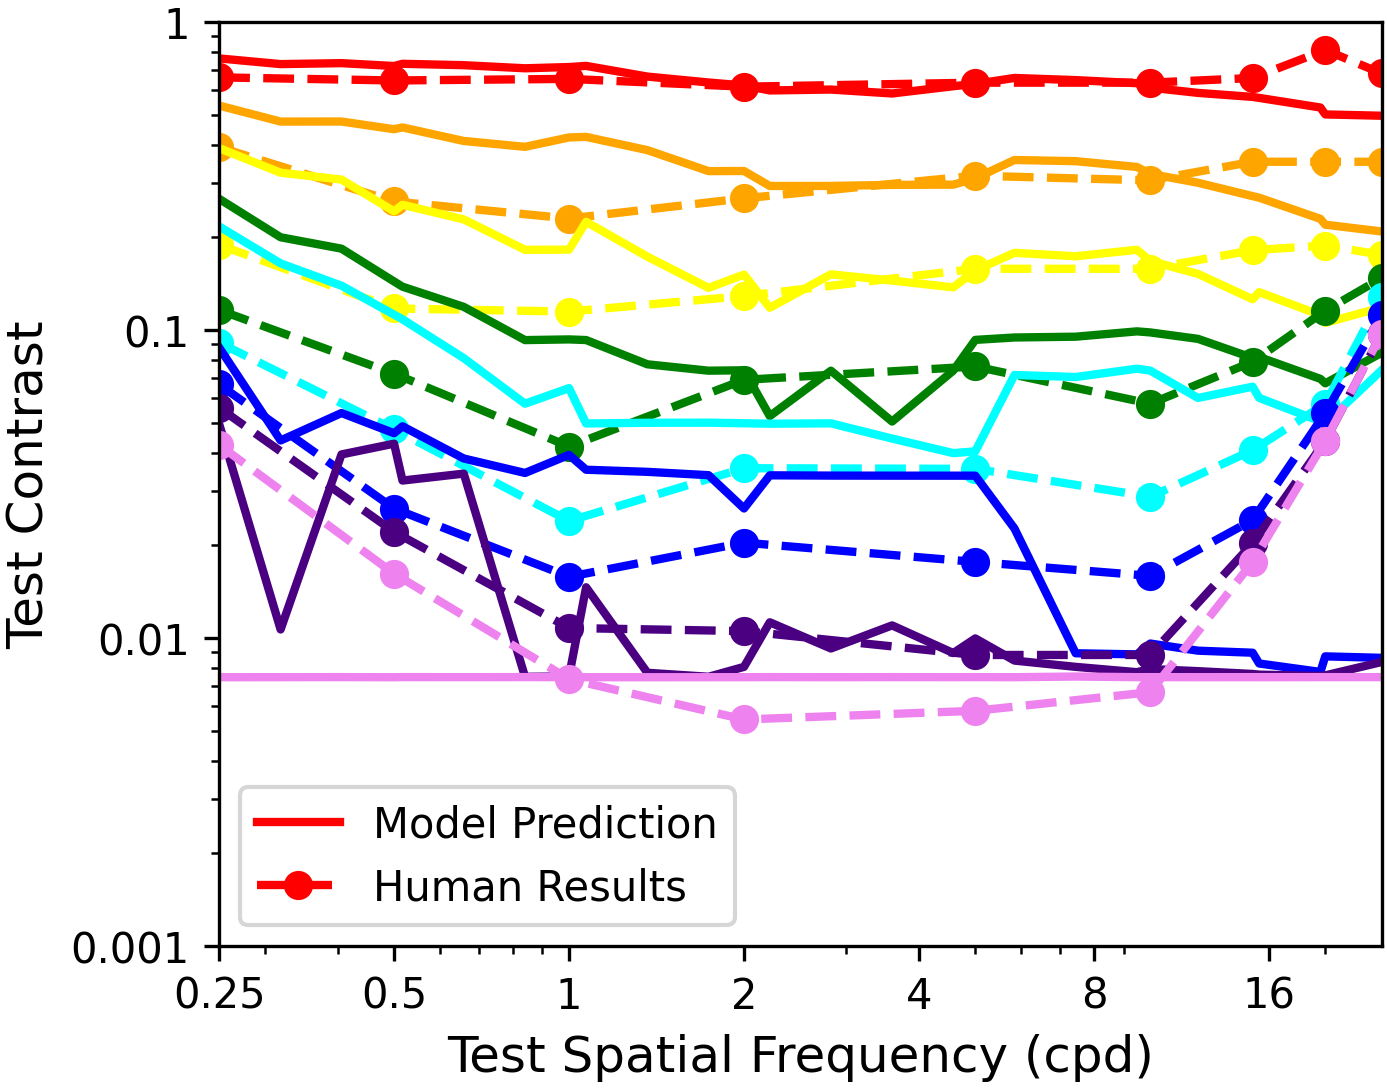 1
0.1
0.01
0.001
Test Contrast
Model Prediction
Human Results
0.25 0.5 1 2 4 8 16
Test Spatial Frequency (cpd)